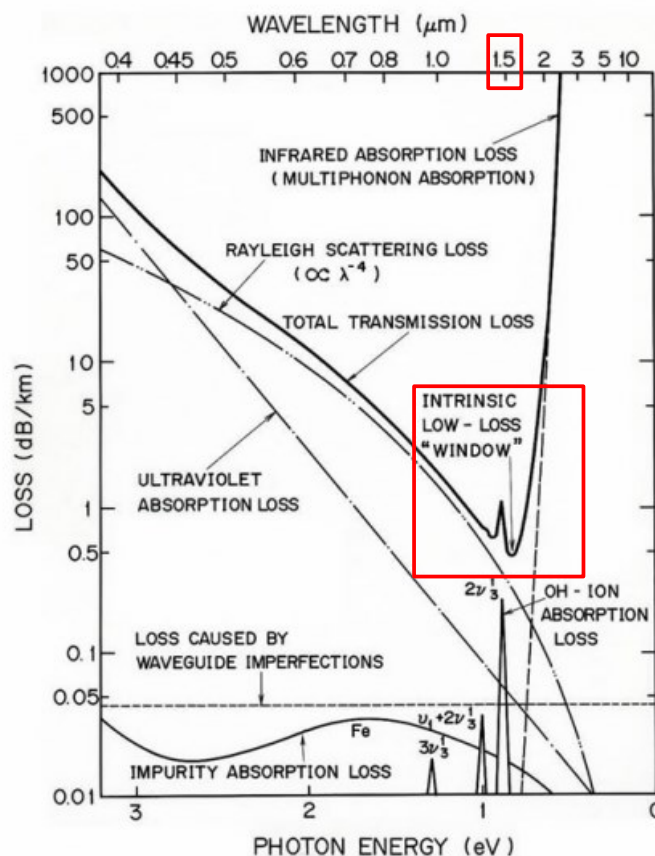 WAVELENGTH (μm)
0.4 0.45 0.5 0.6 0.7 0.8 1.0 1.5 2 3 5 10
1000
500
INFRARED ABSORPTION LOSS
(MULTIPHONON ABSORPTION)
100
50
RAYLEIGH SCATTERING LOSS
(∝ λ⁻⁴)
TOTAL TRANSMISSION LOSS
10
5
INTRINSIC
LOW-LOSS
"WINDOW"
ULTRAVIOLET
ABSORPTION LOSS
1
0.5
LOSS (dB/km)
2ν₃¹
OH-ION
ABSORPTION
LOSS
LOSS CAUSED BY
WAVEGUIDE IMPERFECTIONS
0.1
0.05
Fe
ν₁+2ν₃¹
3ν₃¹
IMPURITY ABSORPTION LOSS
0.01
3 2 1 0
PHOTON ENERGY (eV)